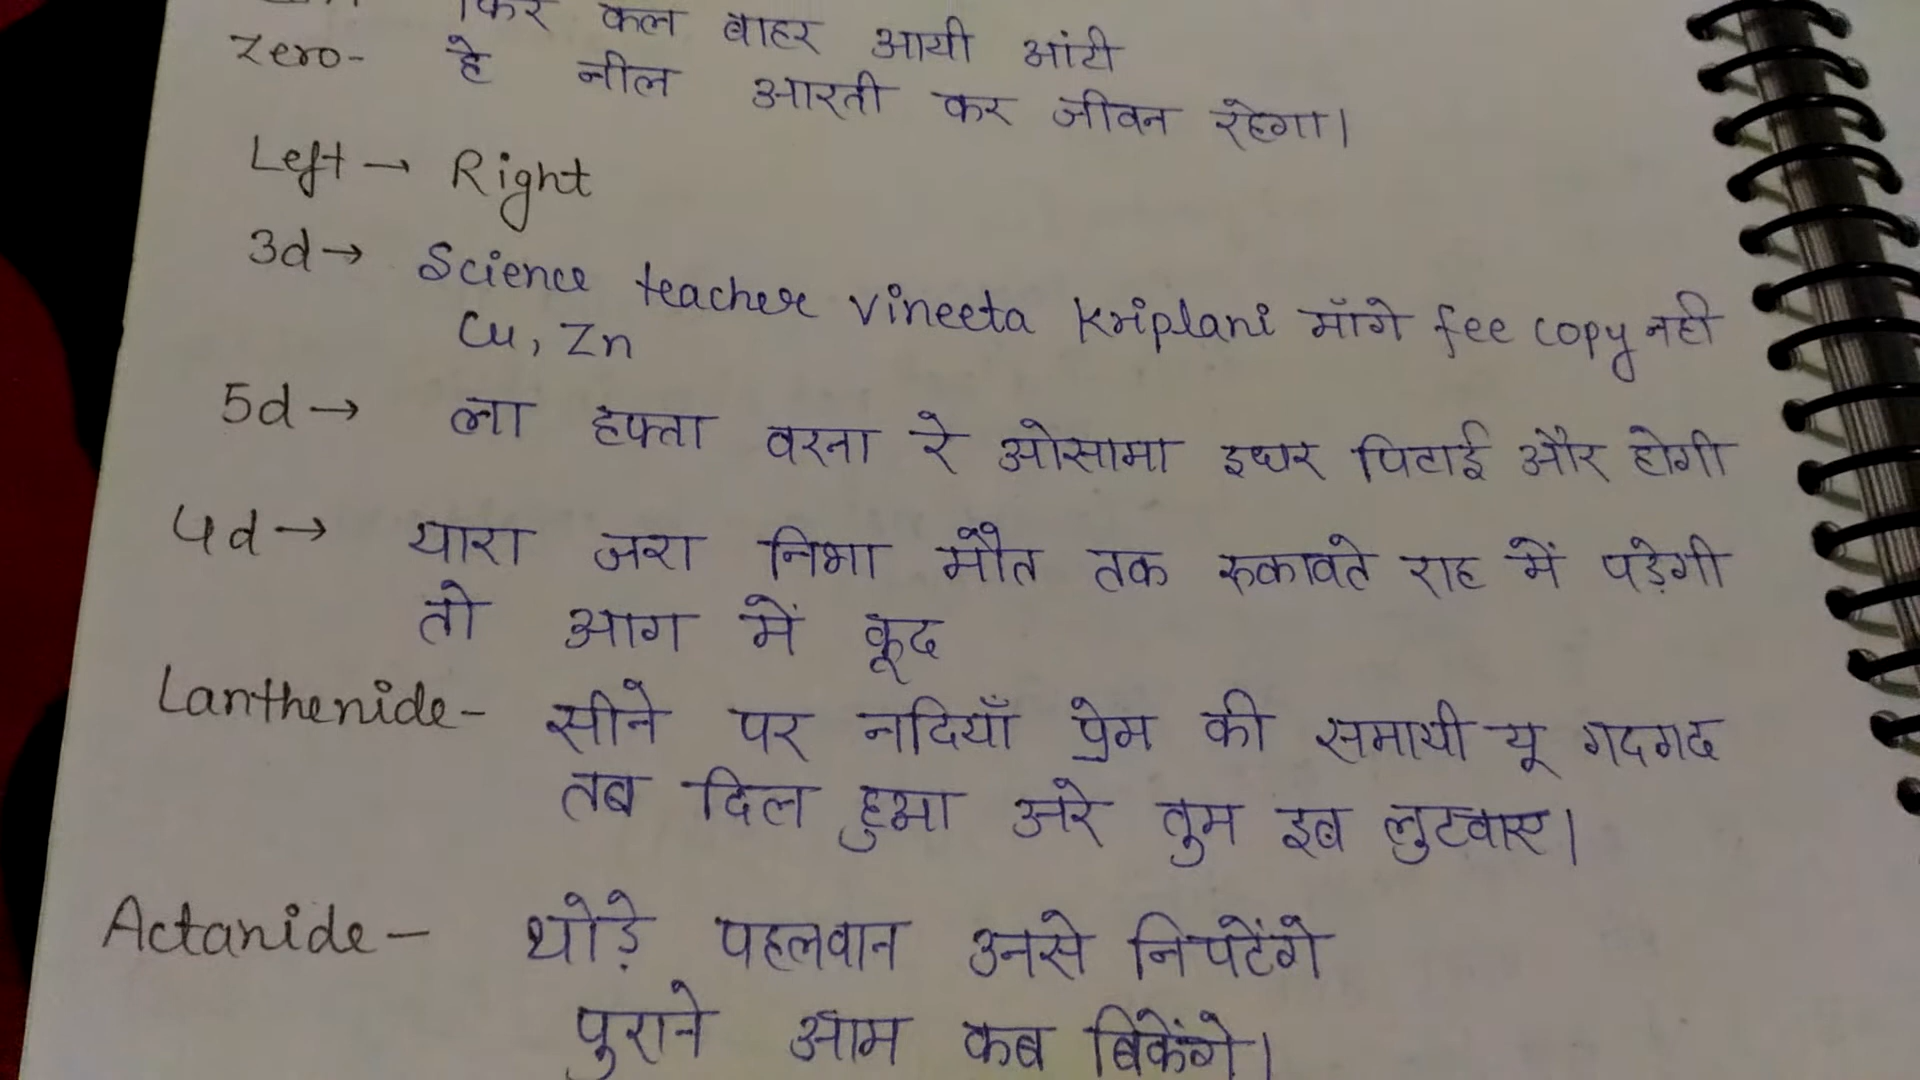 फिर कल बाहर आयी आंटी
Zero- हे नील आरती कर जीवन रहेगा।
Left → Right
3d → Science teacher Vineeta Kriplani माँगे fee copy नही
Cu, Zn
5d → ला हफ्ता वरना रे ओसामा इधर पिटाई और होगी
4d → यारा जरा निभा मौत तक रुकावते राह में पड़ेगी
तो आग में कूद
Lanthenide - सीने पर नदियाँ प्रेम की समायी यू गदगद
तब दिल हुआ अरे तुम इब लुटवाए।
Actanide - थोड़े पहलवान उनसे निपटेंगे
पुराने आम कब बिकेंगे।